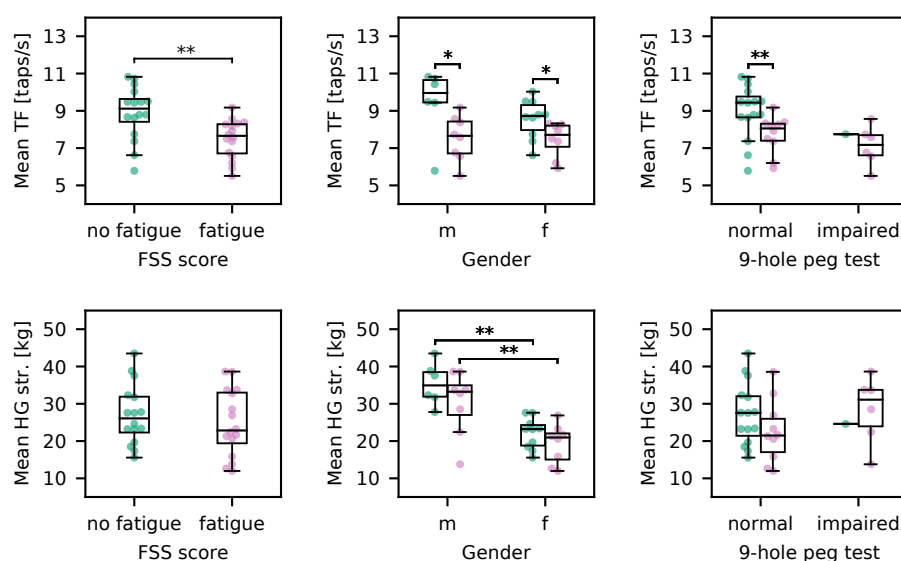 Mean TF [taps/s]
13
11
9
7
5
**
no fatigue fatigue
FSS score
Mean TF [taps/s]
13
11
9
7
5
* *
m f
Gender
Mean TF [taps/s]
13
11
9
7
5
**
normal impaired
9-hole peg test
Mean HG str. [kg]
50
40
30
20
10
no fatigue fatigue
FSS score
Mean HG str. [kg]
50
40
30
20
10
**
**
m f
Gender
Mean HG str. [kg]
50
40
30
20
10
normal impaired
9-hole peg test